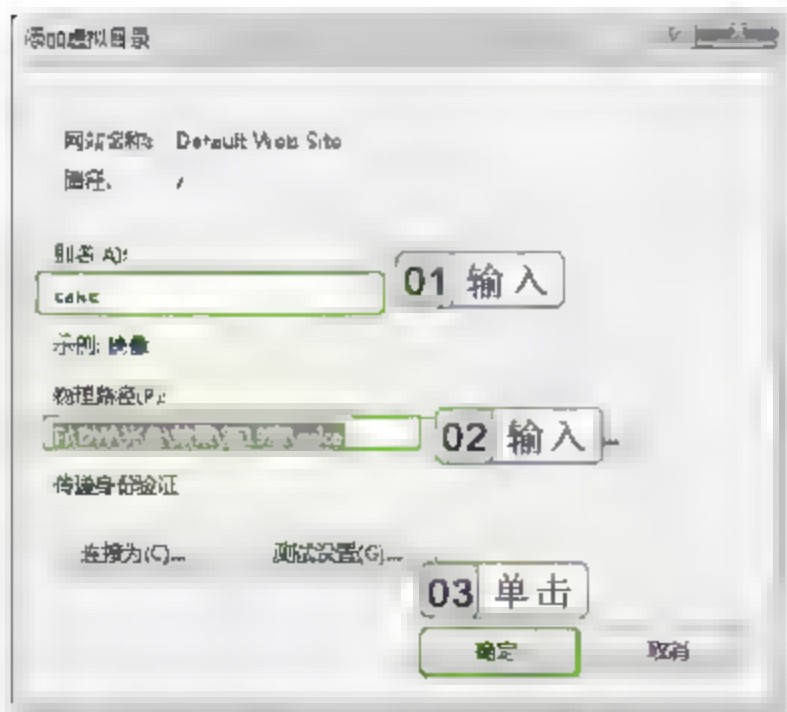 添加虚拟目录
网站名称: Default Web Site
路径: /
别名(A):
cake
01 输入
示例: 映像
物理路径(P):
02 输入
传递身份验证
连接为(C)... 测试设置(G)...
03 单击
确定 取消